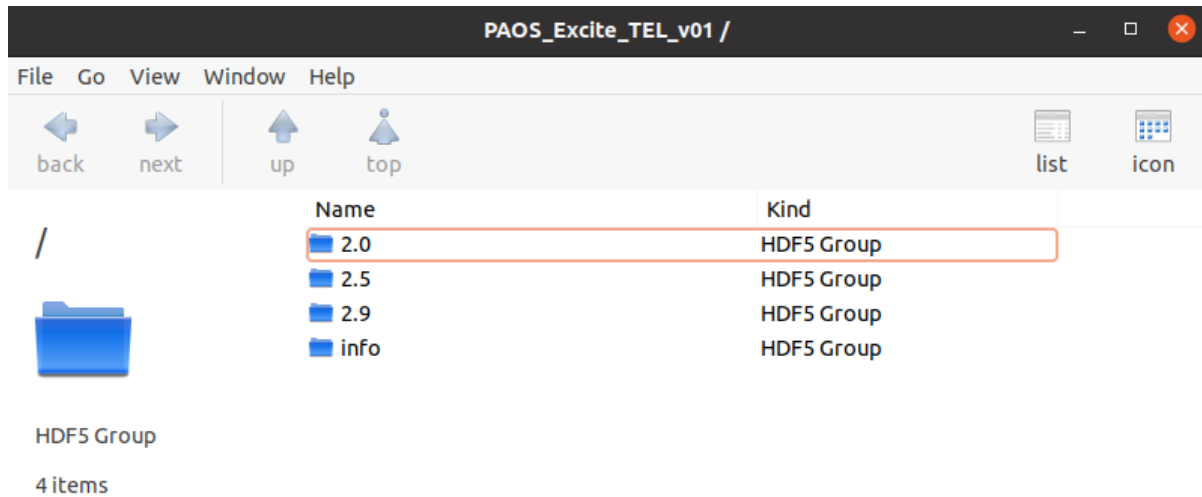 PAOS_Excite_TEL_v01 /
File Go View Window Help
back next up top list icon
Name Kind
/
2.0 HDF5 Group
2.5 HDF5 Group
2.9 HDF5 Group
info HDF5 Group
HDF5 Group
4 items